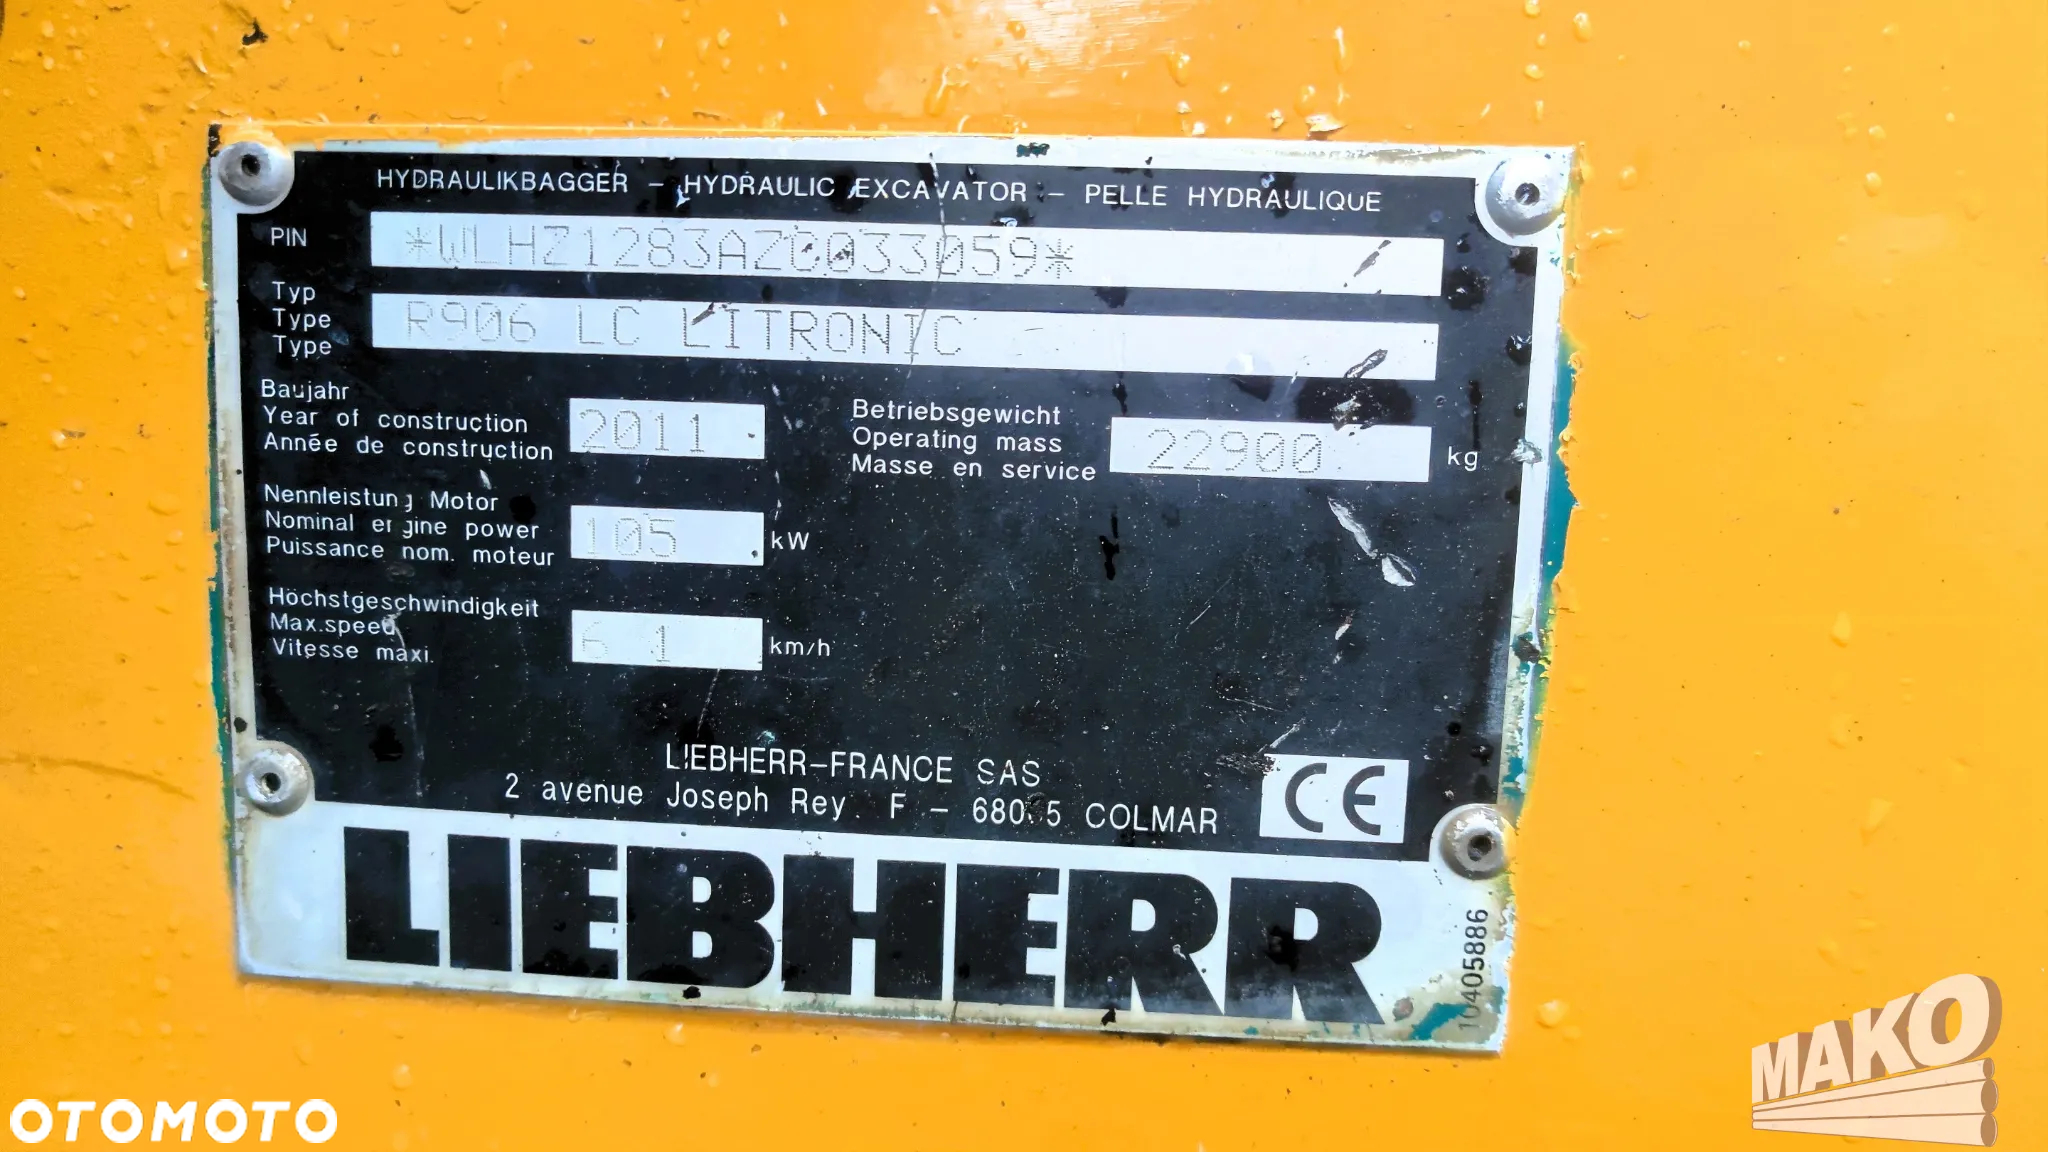 HYDRAULIKBAGGER - HYDRAULIC EXCAVATOR - PELLE HYDRAULIQUE
PIN *WLHZ1283AZC033059*
Typ
Type
Type
R906 LC LITRONIC
Baujahr
Year of construction
Année de construction
2011
Betriebsgewicht
Operating mass
Masse en service
22900 kg
Nennleistung Motor
Nominal engine power
Puissance nom. moteur
105 kW
Höchstgeschwindigkeit
Max.speed
Vitesse maxi.
6 1 km/h
LIEBHERR-FRANCE SAS
2 avenue Joseph Rey F - COLMAR
CE
LIEBHERR
10405886
OTOMOTO
MAKO